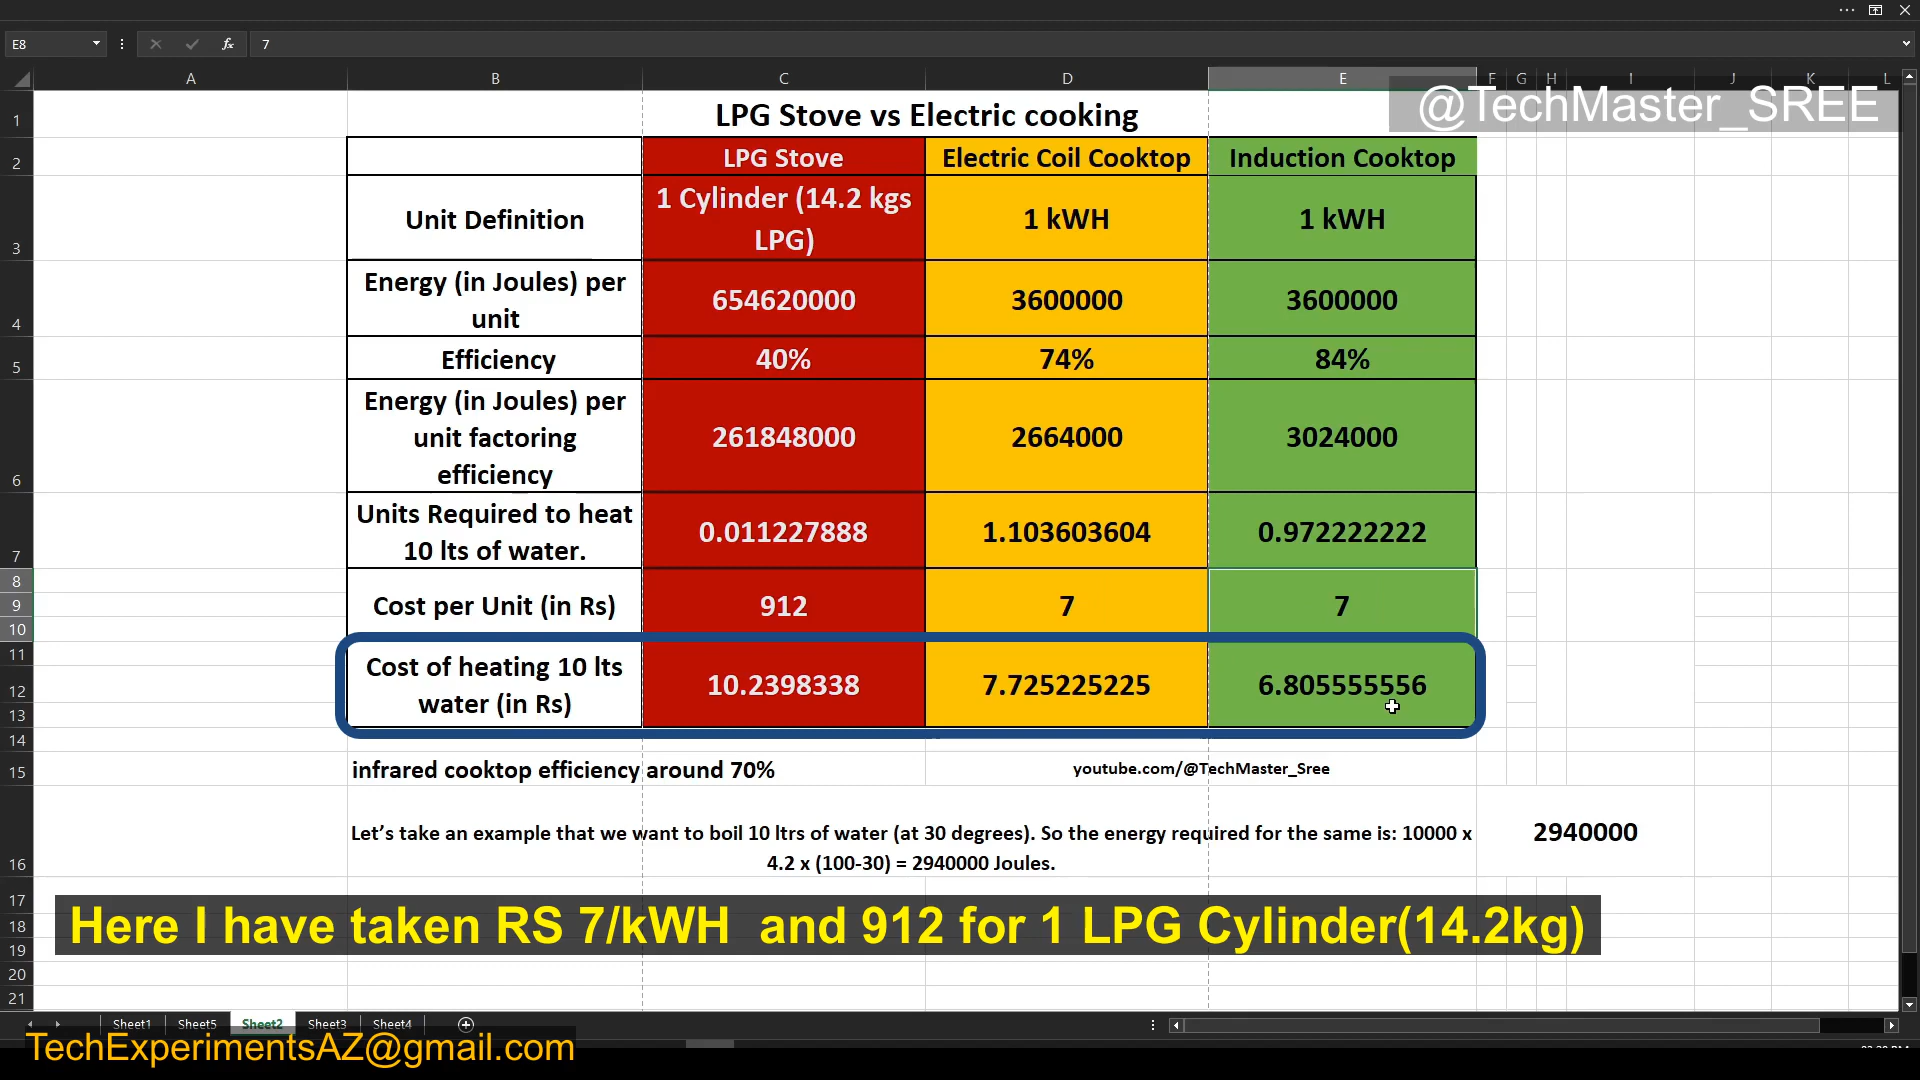 E8
fx
7
A B C D E F G H I J K L
@TechMaster_SREE
1
LPG Stove vs Electric cooking
2
LPG Stove
Electric Coil Cooktop
Induction Cooktop
3
Unit Definition
1 Cylinder (14.2 kgs
LPG)
1 kWH
1 kWH
4
Energy (in Joules) per
unit
654620000
3600000
3600000
5
Efficiency
40%
74%
84%
6
Energy (in Joules) per
unit factoring
efficiency
261848000
2664000
3024000
7
Units Required to heat
10 lts of water.
0.011227888
1.103603604
0.972222222
8
9
10
Cost per Unit (in Rs)
912
7
7
11
12
13
Cost of heating 10 lts
water (in Rs)
10.2398338
7.725225225
6.805555556
14
15
infrared cooktop efficiency around 70%
youtube.com/@TechMaster_Sree
16
Let’s take an example that we want to boil 10 ltrs of water (at 30 degrees). So the energy required for the same is: 10000 x
4.2 x (100-30) = 2940000 Joules.
2940000
17
18
19
20
21
Here I have taken RS 7/kWH and 912 for 1 LPG Cylinder(14.2kg)
Sheet1 Sheet5 Sheet2 Sheet3 Sheet4
TechExperimentsAZ@gmail.com